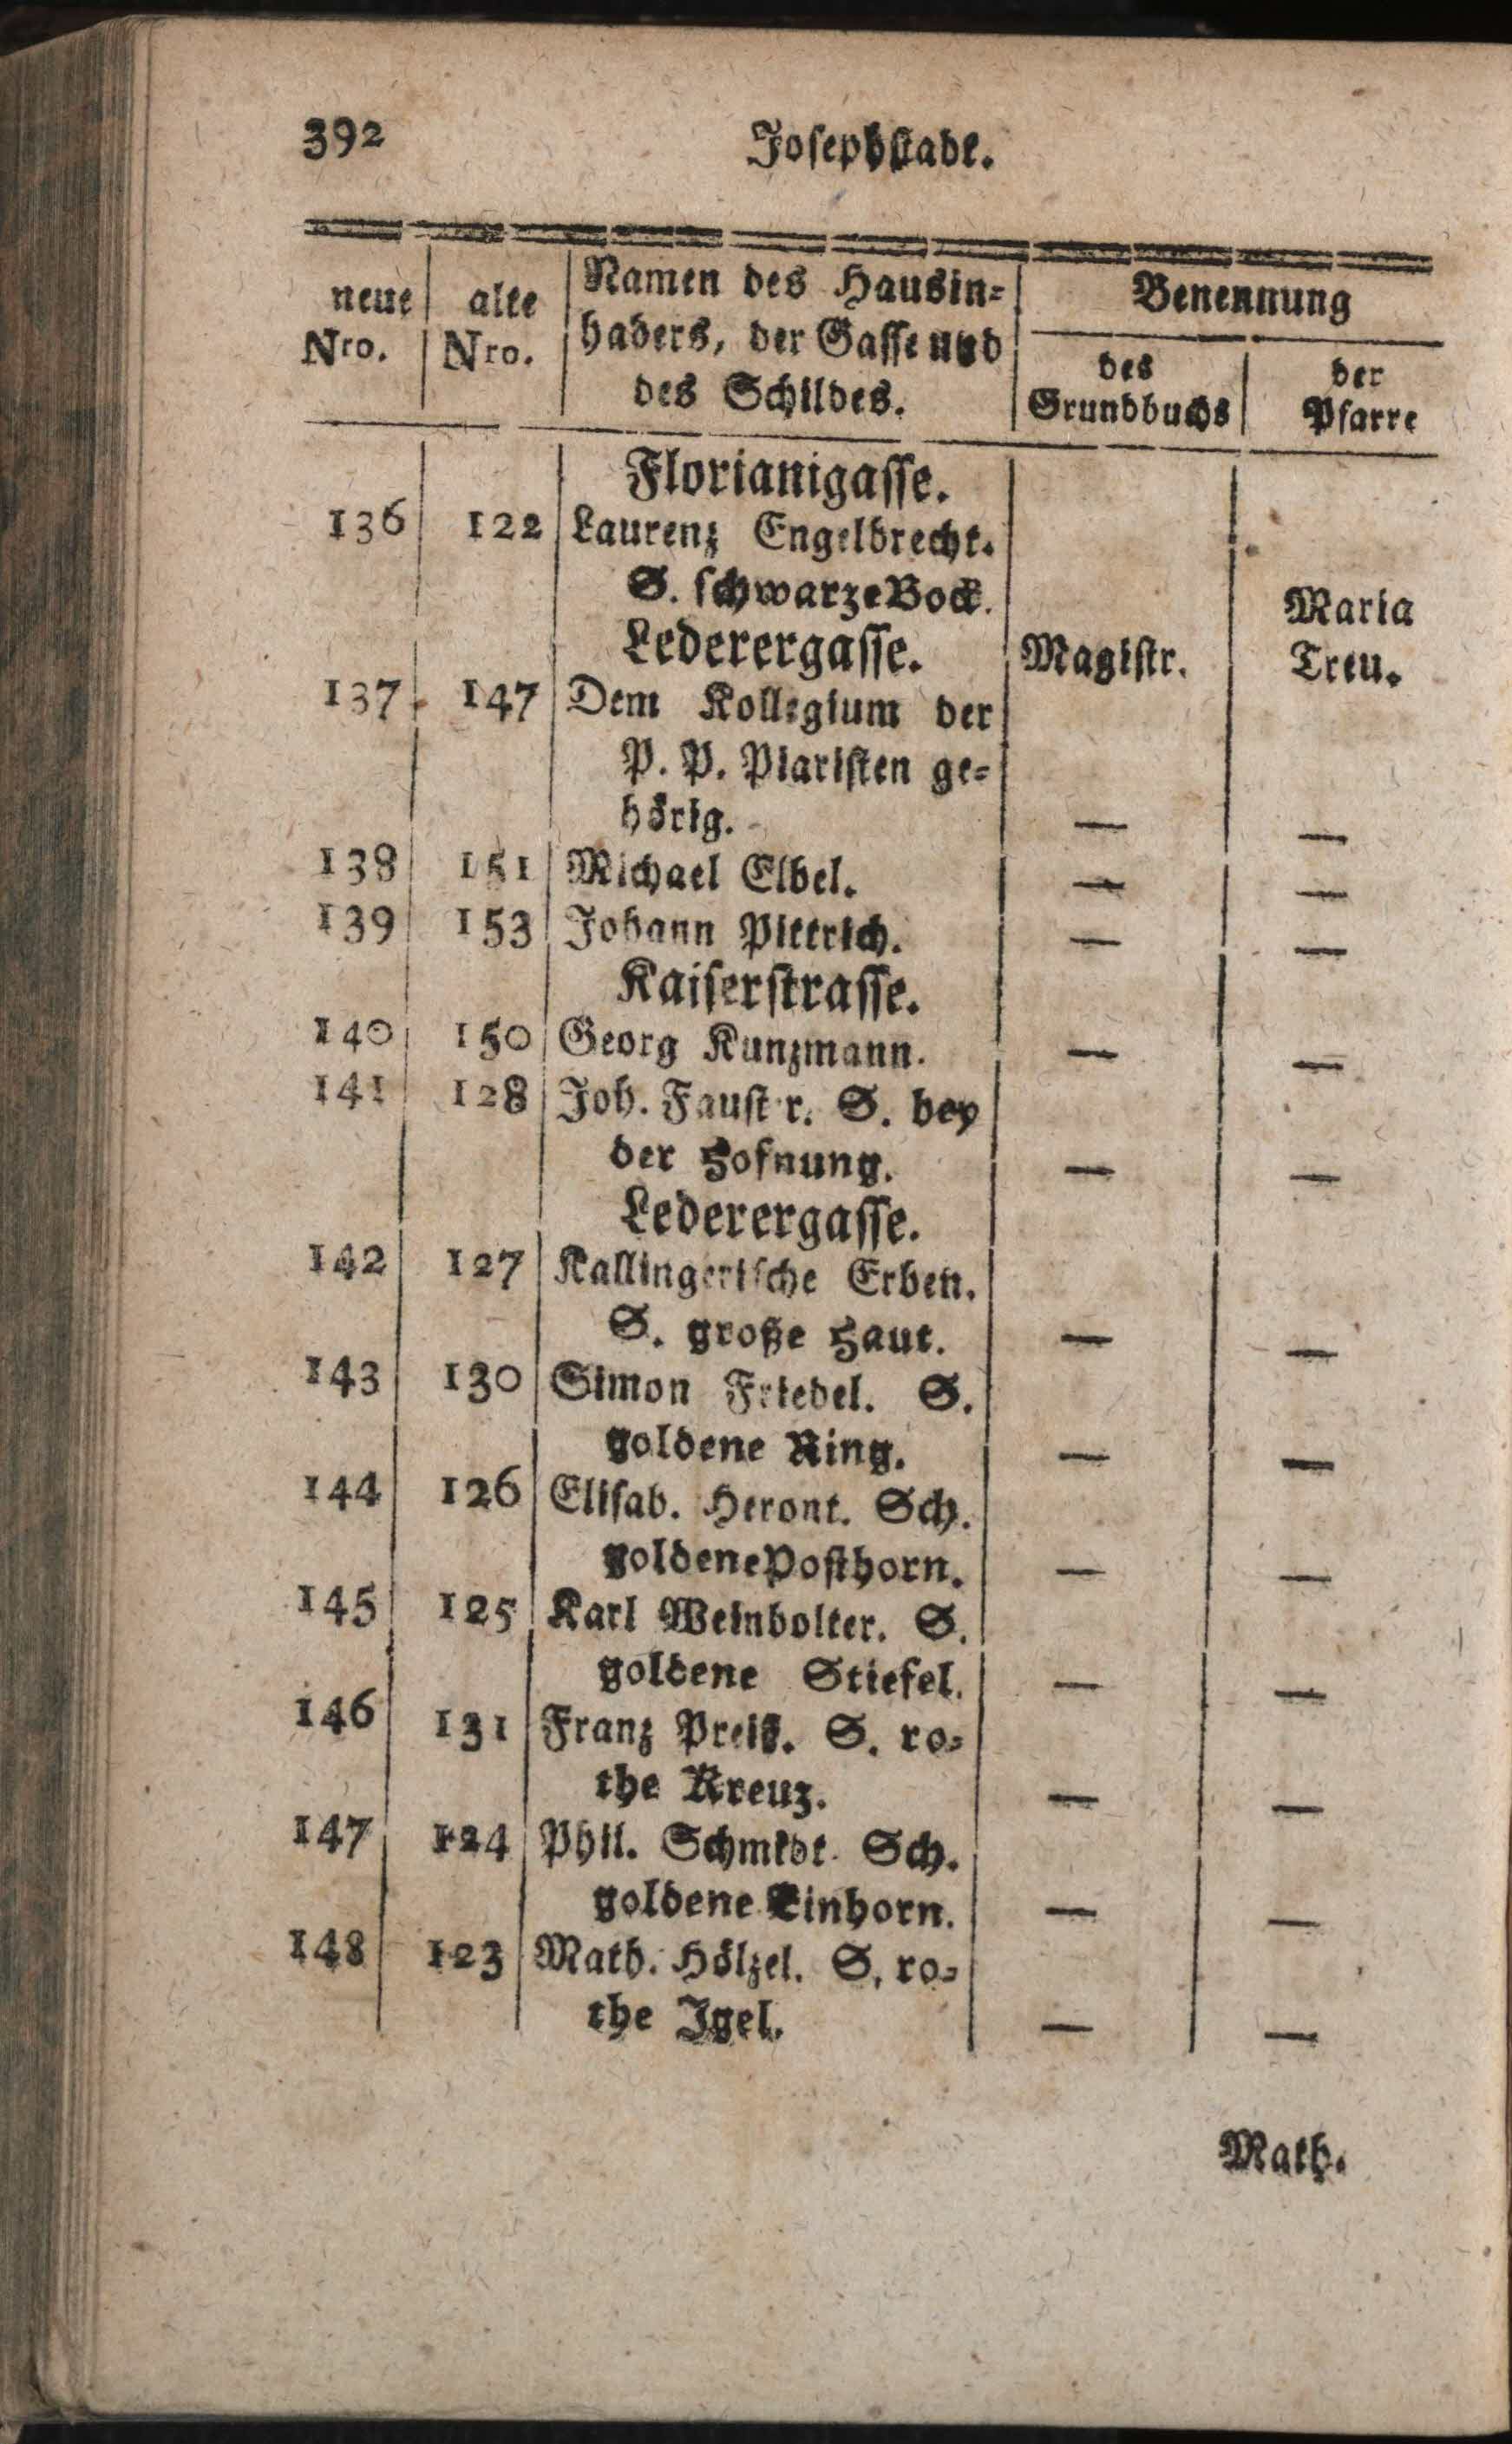 392 Josephstadt.
neue Nro. | alte Nro. | Namen des Hausin-
habers, der Gasse und
des Schildes. | Benennung
des Grundbuchs | der Pfarre
Florianigasse.
136 122 Laurenz Engelbrecht.
S. schwarze Bock. Maria
Lederergasse. Magistr. Treu.
137 147 Dem Kollegium der
P. P. Piaristen ge-
hörig. — —
138 151 Michael Elbel. — —
139 153 Johann Pittrich. — —
Kaiserstrasse.
140 150 Georg Kunzmann. — —
141 128 Joh. Faust r. S. bey
der Hofnung. — —
Lederergasse.
142 127 Kallingerische Erben.
S. große Haut. — —
143 130 Simon Friedel. S.
goldene Ring. — —
144 126 Elisab. Heront. Sch.
goldene Posthorn. — —
145 125 Karl Weinbolter. S.
goldene Stiefel. — —
146 131 Franz Preiß. S. ro-
the Kreuz. — —
147 124 Phil. Schmidt. Sch.
goldene Einhorn. — —
148 123 Math. Hölzel. S. ro-
the Igel. — —
Math.